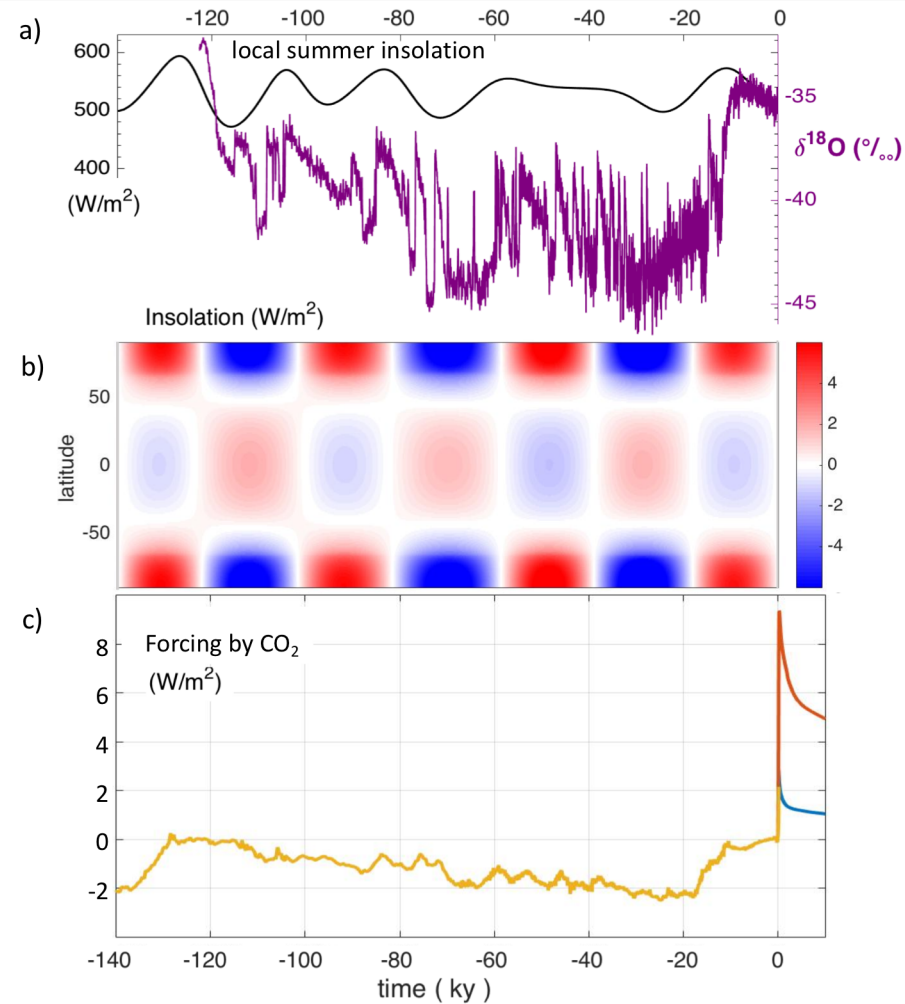 -120 -100 -80 -60 -40 -20 0
a)
600
local summer insolation
500
-35
δ¹⁸O (°/₀₀)
400
(W/m²)
-40
-45
Insolation (W/m²)
b)
50
4
2
latitude
0
0
-2
-50
-4
c)
Forcing by CO₂
(W/m²)
8
6
4
2
0
-2
-140 -120 -100 -80 -60 -40 -20 0
time ( ky )